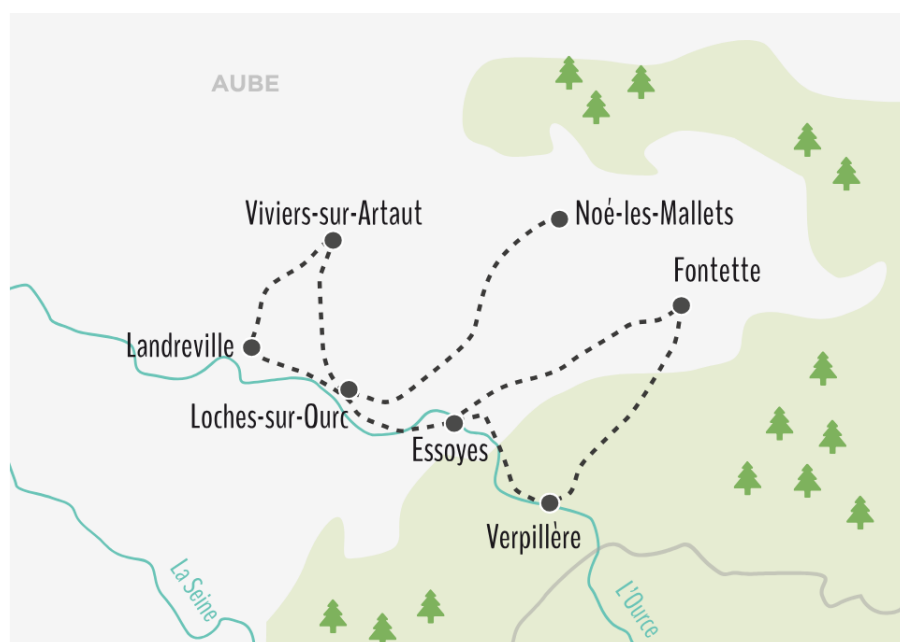 AUBE
Viviers-sur-Artaut
Noé-les-Mallets
Fontette
Landreville
Loches-sur-Ourc
Essoyes
Verpillère
La Seine
L'Ource